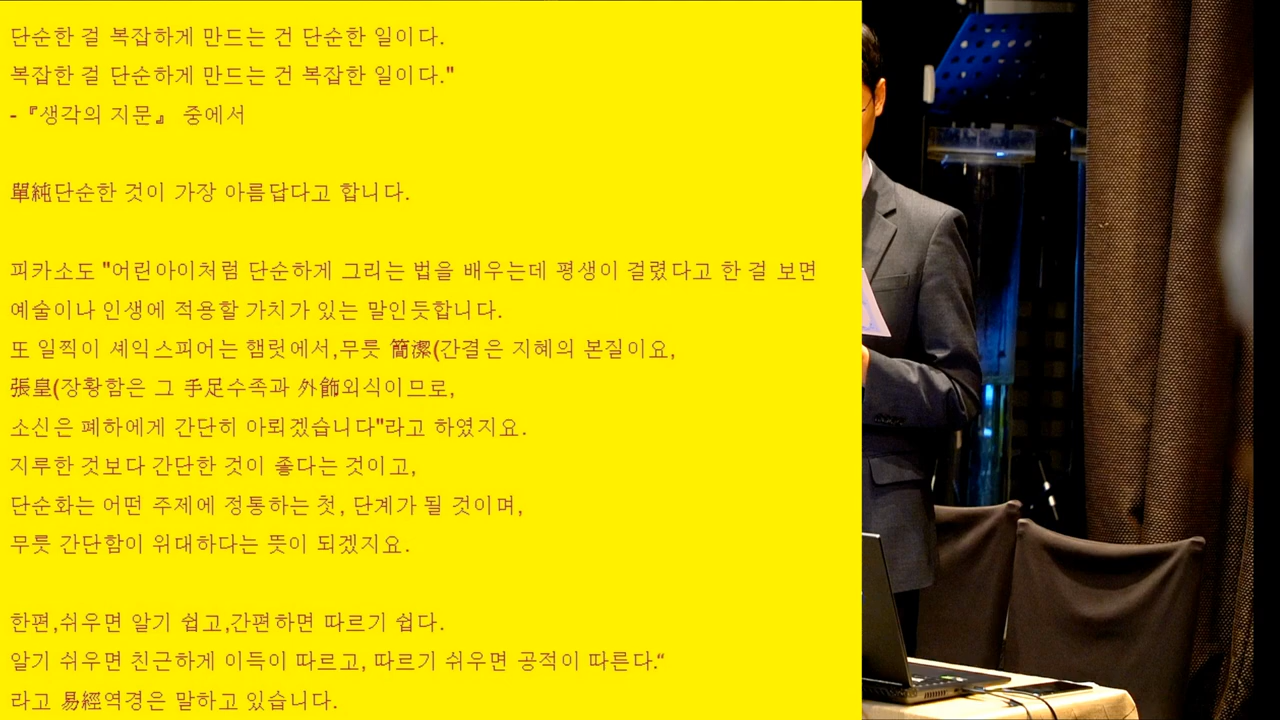 단순한 걸 복잡하게 만드는 건 단순한 일이다.
복잡한 걸 단순하게 만드는 건 복잡한 일이다."
-『생각의 지문』 중에서
單純단순한 것이 가장 아름답다고 합니다.
피카소도 "어린아이처럼 단순하게 그리는 법을 배우는데 평생이 걸렸다고 한 걸 보면
예술이나 인생에 적용할 가치가 있는 말인듯합니다.
또 일찍이 셰익스피어는 햄릿에서,무릇 簡潔(간결은 지혜의 본질이요,
張皇(장황함은 그 手足수족과 外飾외식이므로,
소신은 폐하에게 간단히 아뢰겠습니다"라고 하였지요.
지루한 것보다 간단한 것이 좋다는 것이고,
단순화는 어떤 주제에 정통하는 첫, 단계가 될 것이며,
무릇 간단함이 위대하다는 뜻이 되겠지요.
한편,쉬우면 알기 쉽고,간편하면 따르기 쉽다.
알기 쉬우면 친근하게 이득이 따르고, 따르기 쉬우면 공적이 따른다.“
라고 易經역경은 말하고 있습니다.